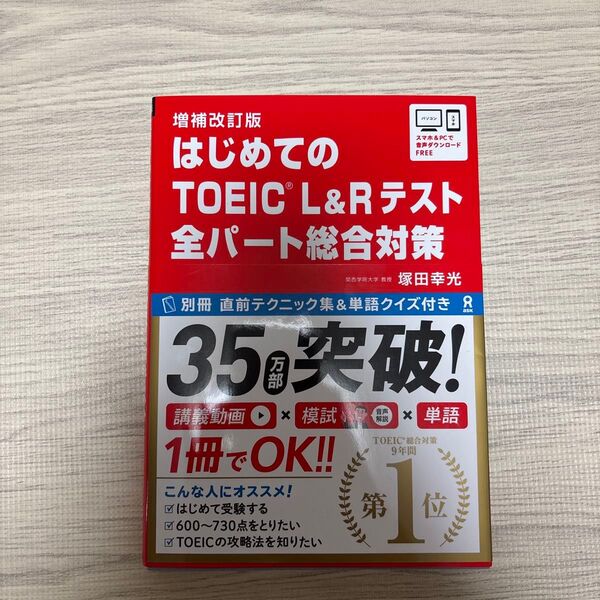 増補改訂版
はじめての
TOEIC® L&Rテスト
全パート総合対策
パソコン
スマホ
スマホ&PCで
音声ダウンロード
FREE
関西学院大学 教授 塚田幸光
別冊 直前テクニック集&単語クイズ付き
ask
35万部突破!
講義動画 × 模試 音声解説 × 単語
1冊でOK!!
TOEIC®総合対策
9年間
第1位
こんな人にオススメ!
はじめて受験する
600〜730点をとりたい
TOEICの攻略法を知りたい